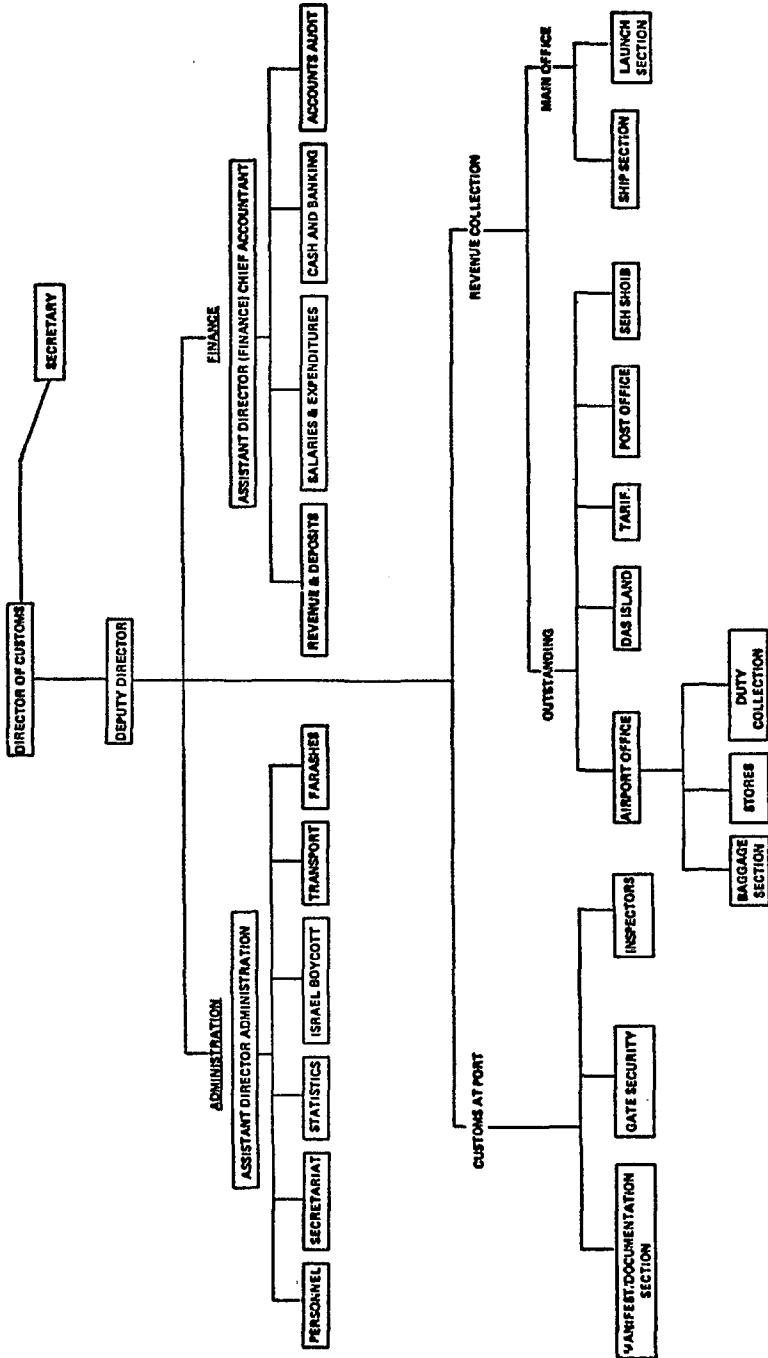 DIRECTOR OF CUSTOMS
SECRETARY
DEPUTY DIRECTOR
ADMINISTRATION
FINANCE
ASSISTANT DIRECTOR ADMINISTRATION
ASSISTANT DIRECTOR (FINANCE) CHIEF ACCOUNTANT
PERSONNEL
SECRETARIAT
STATISTICS
ISRAEL BOYCOTT
TRANSPORT
FARASHES
REVENUE & DEPOSITS
SALARIES & EXPENDITURES
CASH AND BANKING
ACCOUNTS AUDIT
CUSTOMS AT PORT
REVENUE COLLECTION
OUTSTANDING
MAIN OFFICE
MANIFEST/DOCUMENTATION
SECTION
GATE SECURITY
INSPECTORS
AIRPORT OFFICE
DAS ISLAND
TARIF.
POST OFFICE
SEH SHOIB
SHIP SECTION
LAUNCH
SECTION
BAGGAGE
SECTION
STORES
DUTY
COLLECTION